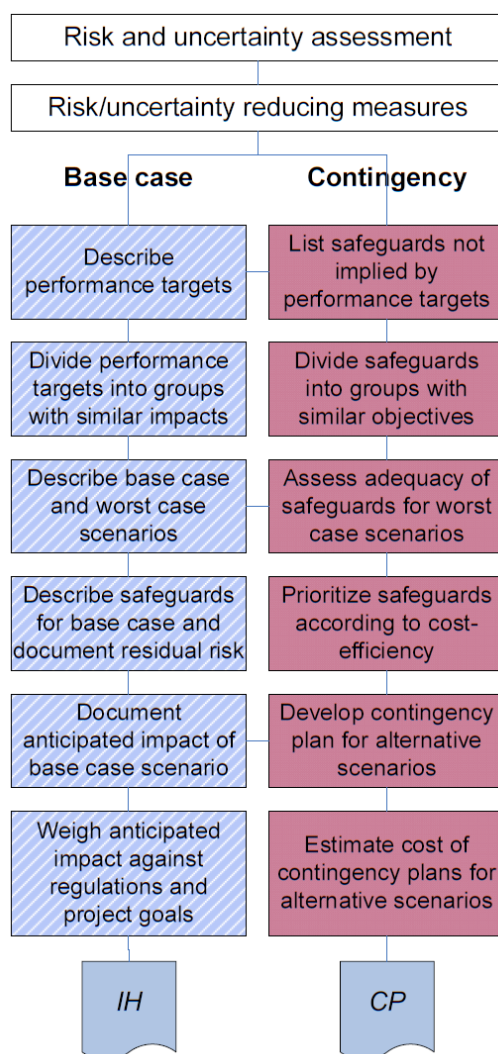 Risk and uncertainty assessment
Risk/uncertainty reducing measures
Base case
Contingency
Describe
performance targets
List safeguards not
implied by
performance targets
Divide performance
targets into groups
with similar impacts
Divide safeguards
into groups with
similar objectives
Describe base case
and worst case
scenarios
Assess adequacy of
safeguards for worst
case scenarios
Describe safeguards
for base case and
document residual risk
Prioritize safeguards
according to cost-
efficiency
Document
anticipated impact of
base case scenario
Develop contingency
plan for alternative
scenarios
Weigh anticipated
impact against
regulations and
project goals
Estimate cost of
contingency plans for
alternative scenarios
IH
CP